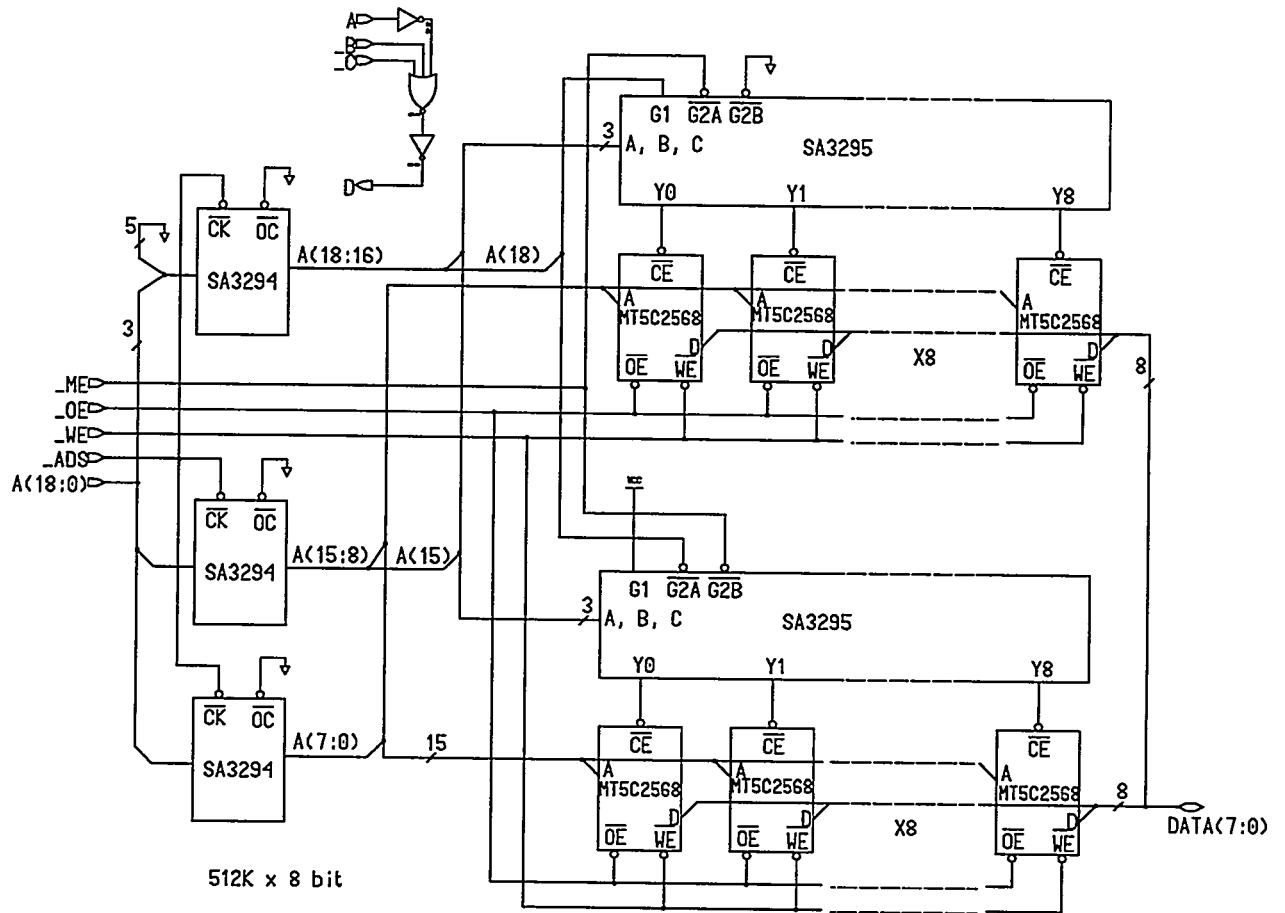 A
_B
_C
D
G1 G2A G2B
3
A, B, C
SA3295
Y0 Y1 Y8
5
CK OC
SA3294
A(18:16)
A(18)
3
CE CE CE
A A A
MT5C2568 MT5C2568 MT5C2568
D D D
X8
OE WE OE WE OE WE
8
_ME
_OE
_WE
_ADS
A(18:0)
CK OC
SA3294
A(15:8)
A(15)
VCC
G1 G2A G2B
3
A, B, C
SA3295
Y0 Y1 Y8
CK OC
SA3294
A(7:0)
15
CE CE CE
A A A
MT5C2568 MT5C2568 MT5C2568
D D D
X8
OE WE OE WE OE WE
8
DATA(7:0)
512K x 8 bit